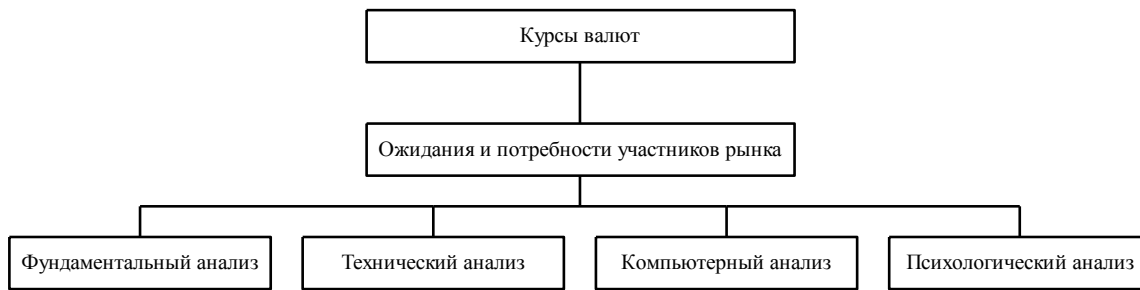 Курсы валют
Ожидания и потребности участников рынка
Фундаментальный анализ
Технический анализ
Компьютерный анализ
Психологический анализ